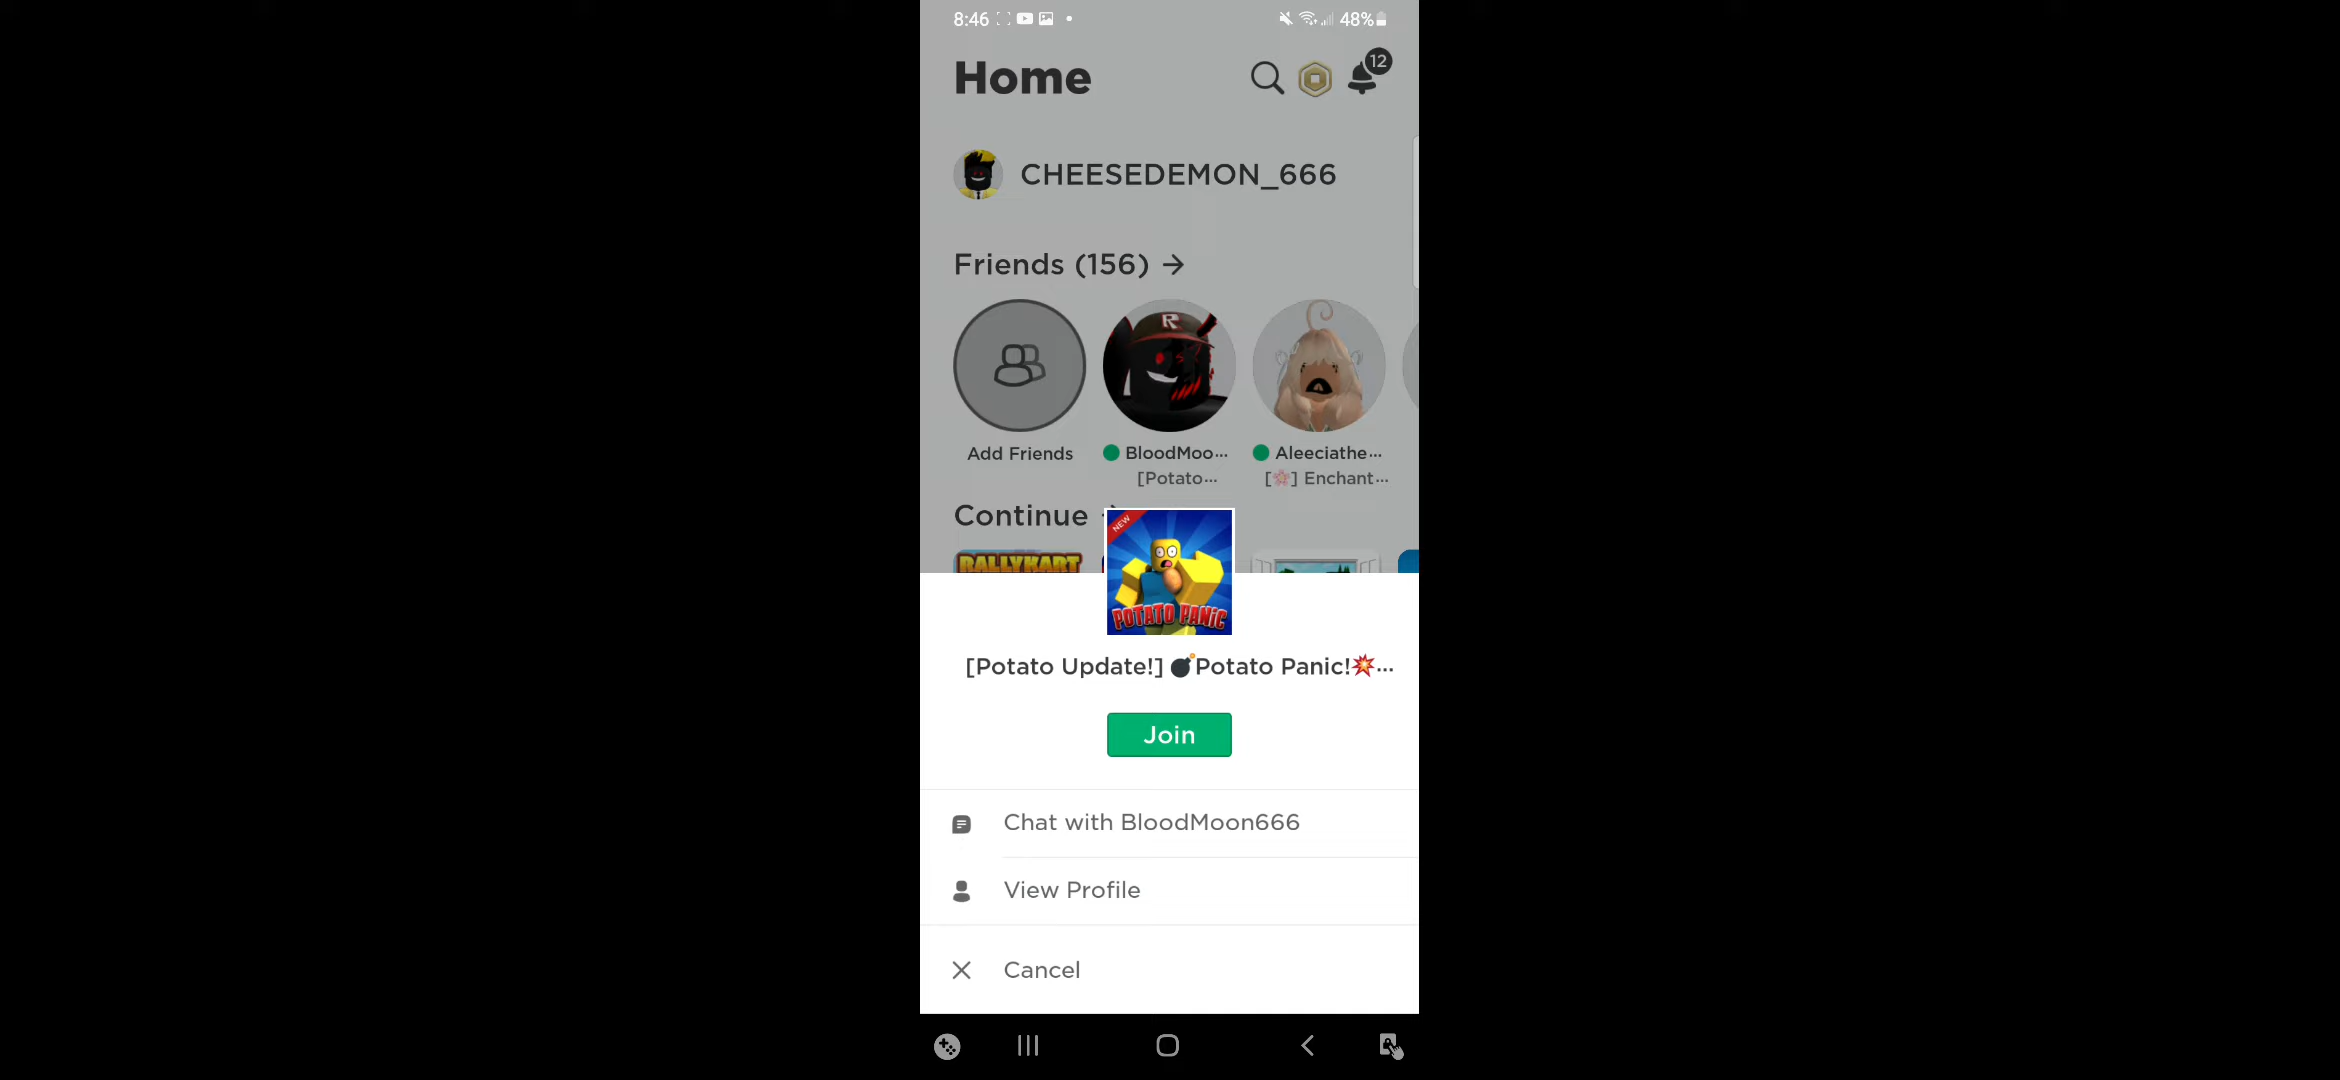 8:46 48%
Home 12
CHEESEDEMON_666
Friends (156) →
R
Add Friends
BloodMoo...
Aleeciathe...
[Potato...
[🌸] Enchant...
Continue
RALLYKART
NEW
POTATO PANIC
[Potato Update!] 💣Potato Panic!💥...
Join
Chat with BloodMoon666
View Profile
Cancel